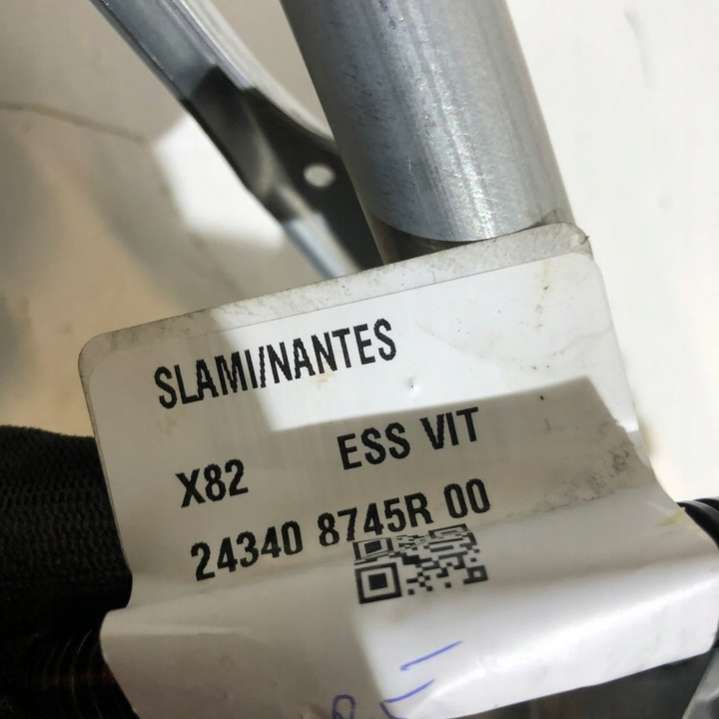 SLAMI/NANTES
X82 ESS VIT
24340 8745R 00